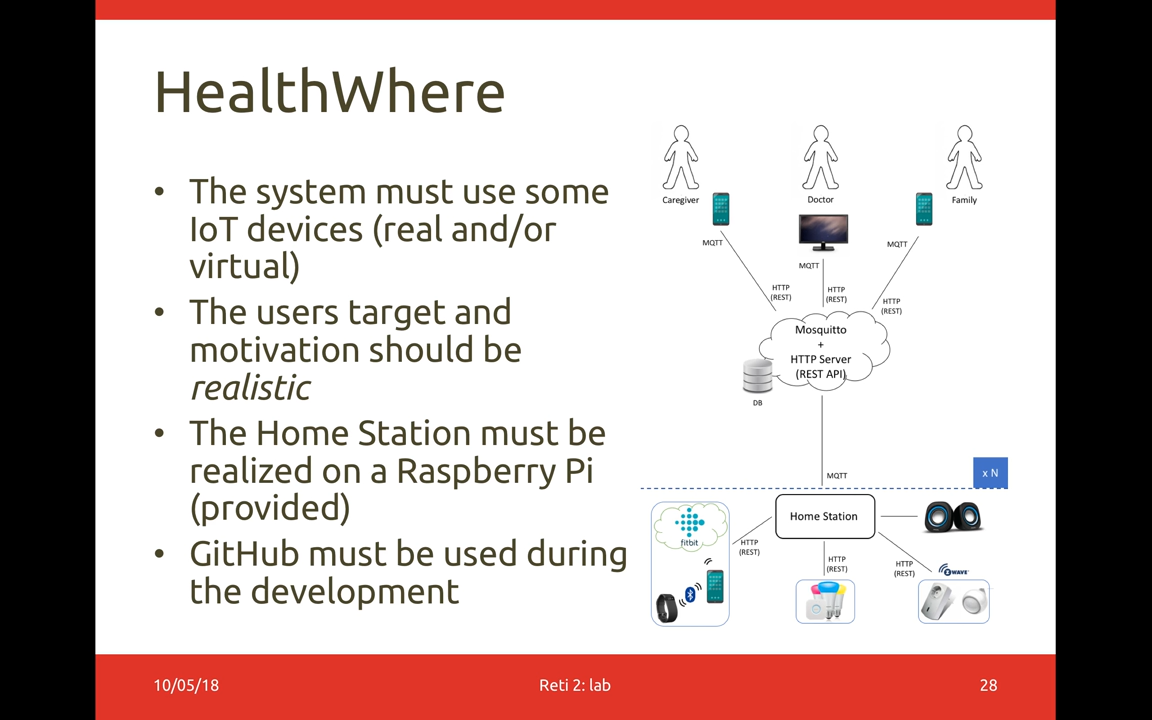 HealthWhere
• The system must use some
IoT devices (real and/or
virtual)
• The users target and
motivation should be
realistic
• The Home Station must be
realized on a Raspberry Pi
(provided)
• GitHub must be used during
the development
Caregiver
Doctor
Family
MQTT
MQTT
MQTT
HTTP
(REST)
HTTP
(REST)
HTTP
(REST)
Mosquitto
+
HTTP Server
(REST API)
DB
MQTT
x N
Home Station
fitbit
HTTP
(REST)
HTTP
(REST)
HTTP
(REST)
Z WAVE
10/05/18
Reti 2: lab
28